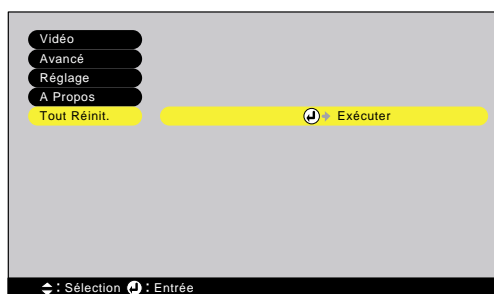 Vidéo
Avancé
Réglage
A Propos
Tout Réinit. Exécuter
: Sélection : Entrée